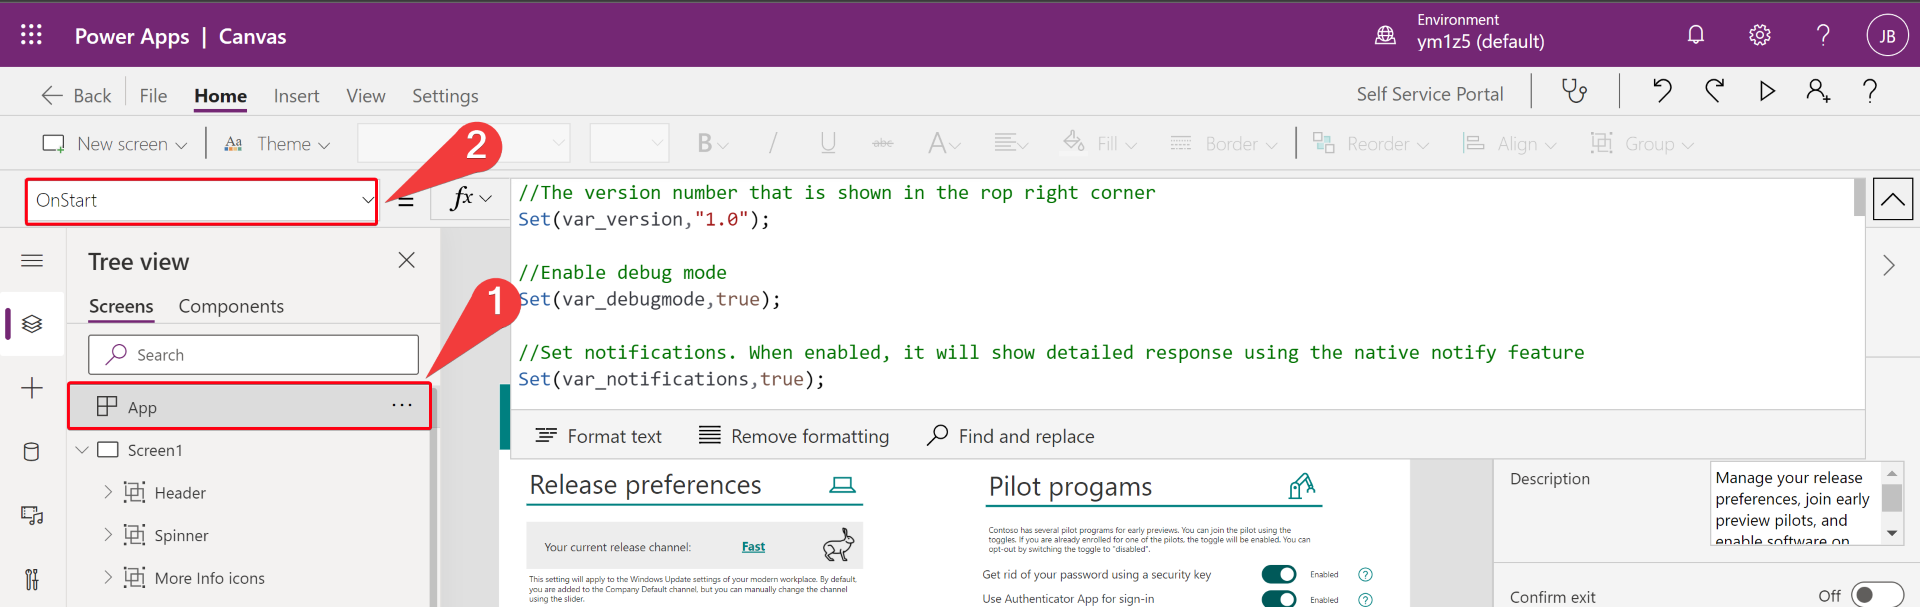 Power Apps | Canvas
Environment
ym1z5 (default)
JB
Back File Home Insert View Settings
Self Service Portal
New screen Theme B / U abc A Fill Border Reorder Align Group
2
OnStart
= fx
//The version number that is shown in the rop right corner
Set(var_version,"1.0");
//Enable debug mode
Set(var_debugmode,true);
//Set notifications. When enabled, it will show detailed response using the native notify feature
Set(var_notifications,true);
Format text Remove formatting Find and replace
Tree view
1
Screens Components
Search
App ...
Screen1
Header
Spinner
More Info icons
Release preferences
Your current release channel: Fast
This setting will apply to the Windows Update settings of your modern workplace. By default,
you are added to the Company Default channel, but you can manually change the channel
using the slider.
Pilot progams
Contoso has several pilot programs for early previews. You can join the pilot using the
toggles. If you are already enrolled for one of the pilots, the toggle will be enabled. You can
opt-out by switching the toggle to "disabled".
Get rid of your password using a security key Enabled ?
Use Authenticator App for sign-in Enabled ?
Description
Manage your release
preferences, join early
preview pilots, and
enable software on
Confirm exit Off